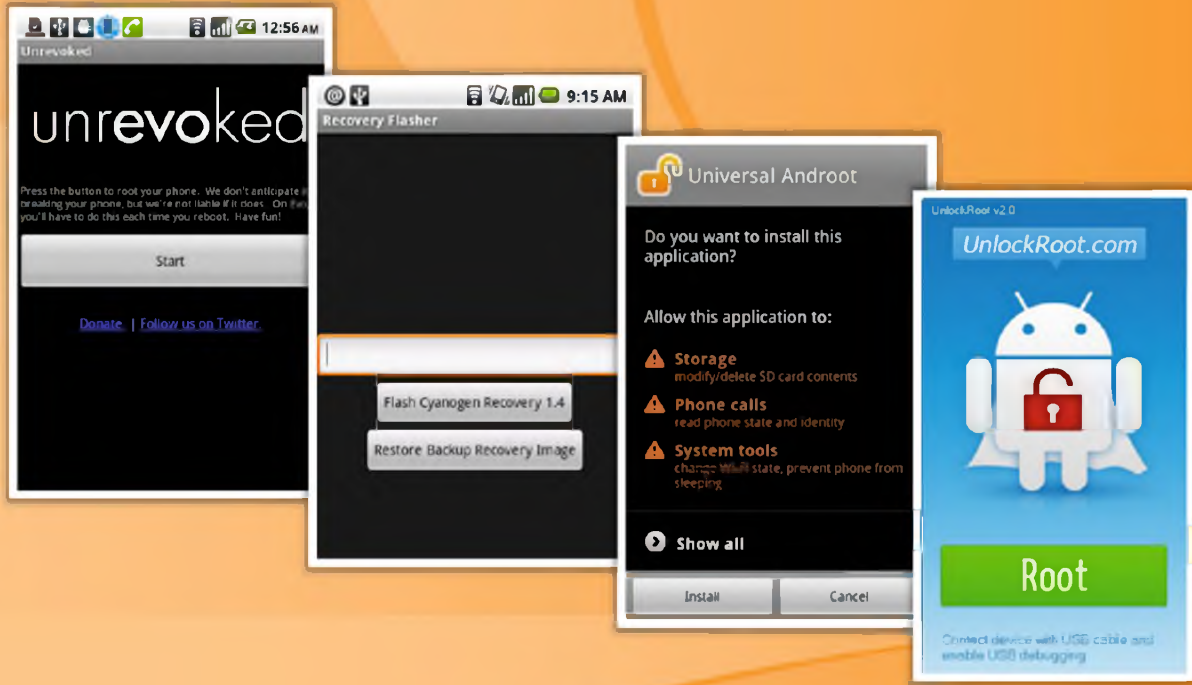 12:56 AM
Unrevoked
unrevoked
Press the button to root your phone. We don't anticipate
breaking your phone, but we're not liable if it does. On
you'll have to do this each time you reboot. Have fun!
Start
Donate | Follow us on Twitter
9:15 AM
Recovery Flasher
Flash Cyanogen Recovery 1.4
Restore Backup Recovery Image
Universal Androot
Do you want to install this
application?
Allow this application to:
Storage
modify/delete SD card contents
Phone calls
read phone state and identity
System tools
change state, prevent phone from
sleeping
Show all
Install
Cancel
UnlockRoot v2.0
UnlockRoot.com
Root
device with USB cable and
enable USB debugging